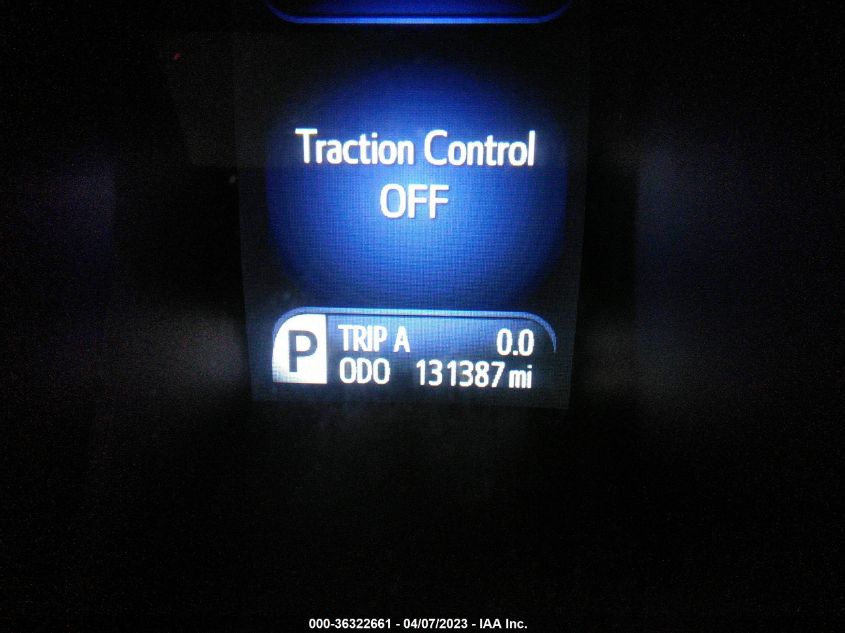 Traction Control
OFF
P
TRIP A 0.0
ODO 131387 mi
000-36322661 - 04/07/2023 - IAA Inc.